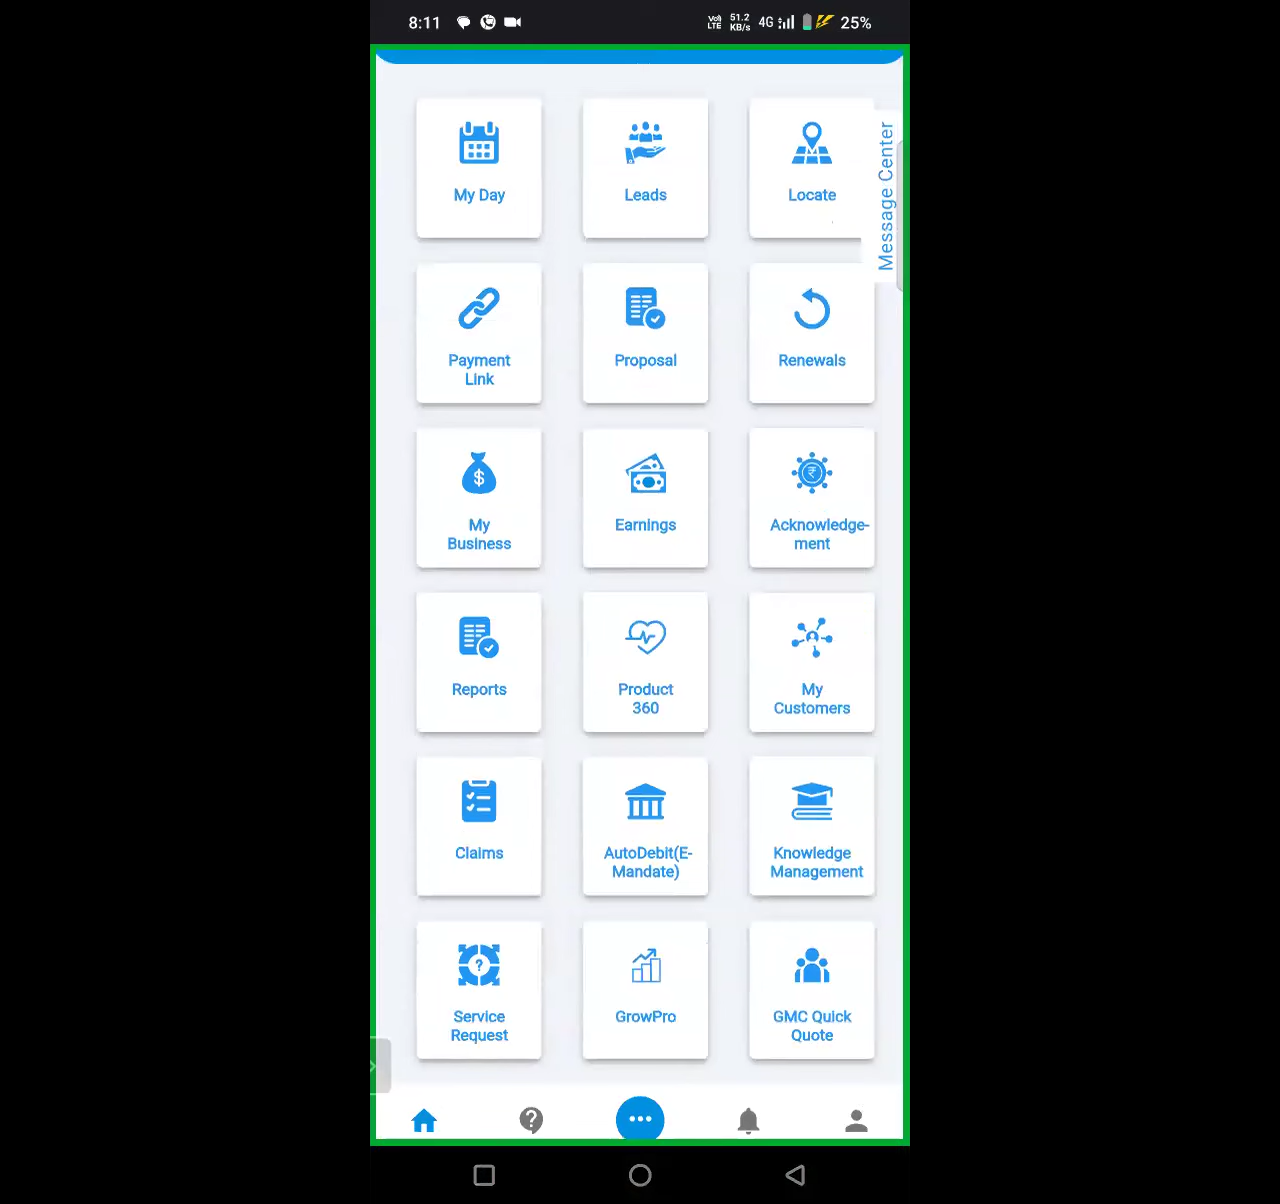 8:11
Vo)
LTE
51.2
KB/s
4G
25%
Message Center
My Day
Leads
Locate
Payment
Link
Proposal
Renewals
My
Business
Earnings
Acknowledge-
ment
Reports
Product
360
My
Customers
Claims
AutoDebit(E-
Mandate)
Knowledge
Management
Service
Request
GrowPro
GMC Quick
Quote